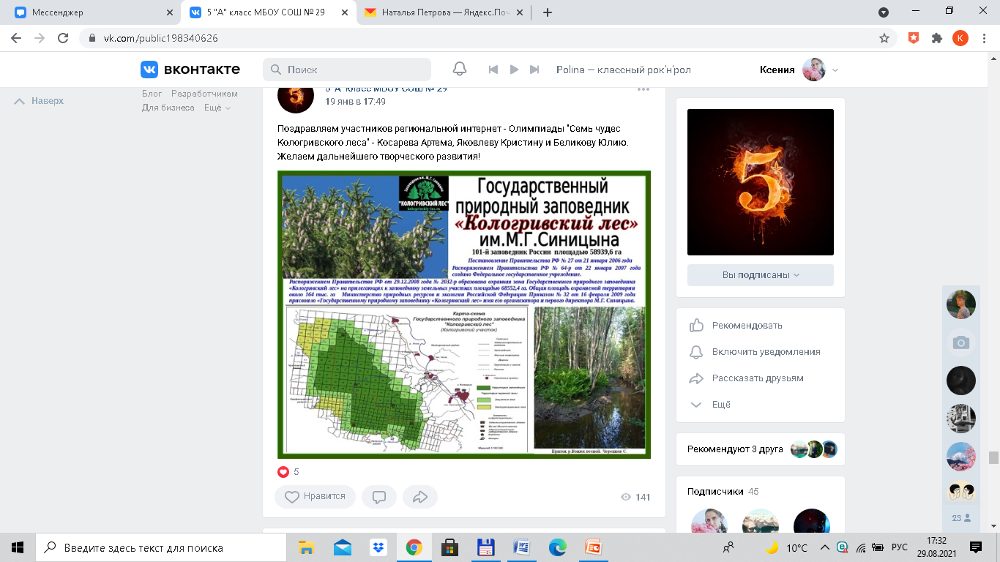 Мессенджер
5 "А" класс МБОУ СОШ № 29
Наталья Петрова — Яндекс.Поч
vk.com/public198340626
К
вконтакте
Поиск
Polina — классный рок'н'рол
Ксения
Наверх
Блог Разработчикам
Для бизнеса Ещё
5 "А" класс МБОУ СОШ № 29
19 янв в 17:49
Поздравляем участников региональной интернет - Олимпиады "Семь чудес
Кологривского леса" - Косарева Артема, Яковлеву Кристину и Беликову Юлию.
Желаем дальнейшего творческого развития!
Заповедник им. М.Г. Синицына
"КОЛОГРИВСКИЙ ЛЕС"
kologrivskiy-les.ru
Государственный
природный заповедник
«Кологривский лес»
им.М.Г.Синицына
101-й заповедник России площадью 58939,6 га
Постановление Правительства РФ № 27 от 21 января 2006 года
Распоряжением Правительства РФ № 64-р от 22 января 2007 года
создано Федеральное государственное учреждение.
Распоряжением Правительства РФ от 29.12.2008 года № 2032-р образована охранная зона Государственного природного заповедника
«Кологривский лес» на прилегающих к заповеднику земельных участках площадью 68552,4 га. Общая площадь охраняемой территории
около 164 тыс. га Министерство природных ресурсов и экологии Российской Федерации Приказом № 32 от 16 февраля 2009 года
присвоило «Государственному природному заповеднику «Кологривский лес» имя его организатора и первого директора М.Г. Синицына.
Карта-схема
Государственного природного заповедника
"Кологривский лес"
(Кологривский участок)
Приток р.Вонюх весной. Черешков С.
5
Нравится
141
5
Вы подписаны
Рекомендовать
Включить уведомления
Рассказать друзьям
Ещё
Рекомендуют 3 друга
Подписчики 45
23
Введите здесь текст для поиска
10°C
РУС
17:32
29.08.2021